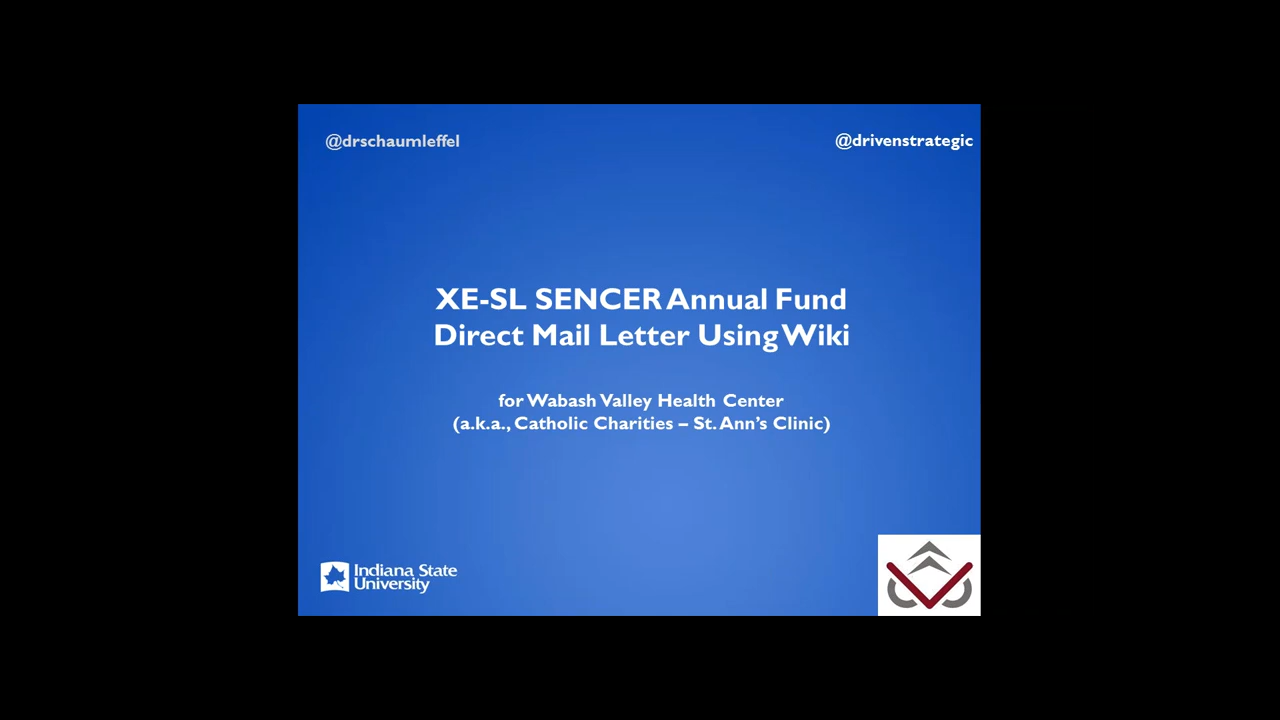 @drschaumleffel
@drivenstrategic
XE-SL SENCER Annual Fund
Direct Mail Letter Using Wiki
for Wabash Valley Health Center
(a.k.a., Catholic Charities – St. Ann's Clinic)
Indiana State
University